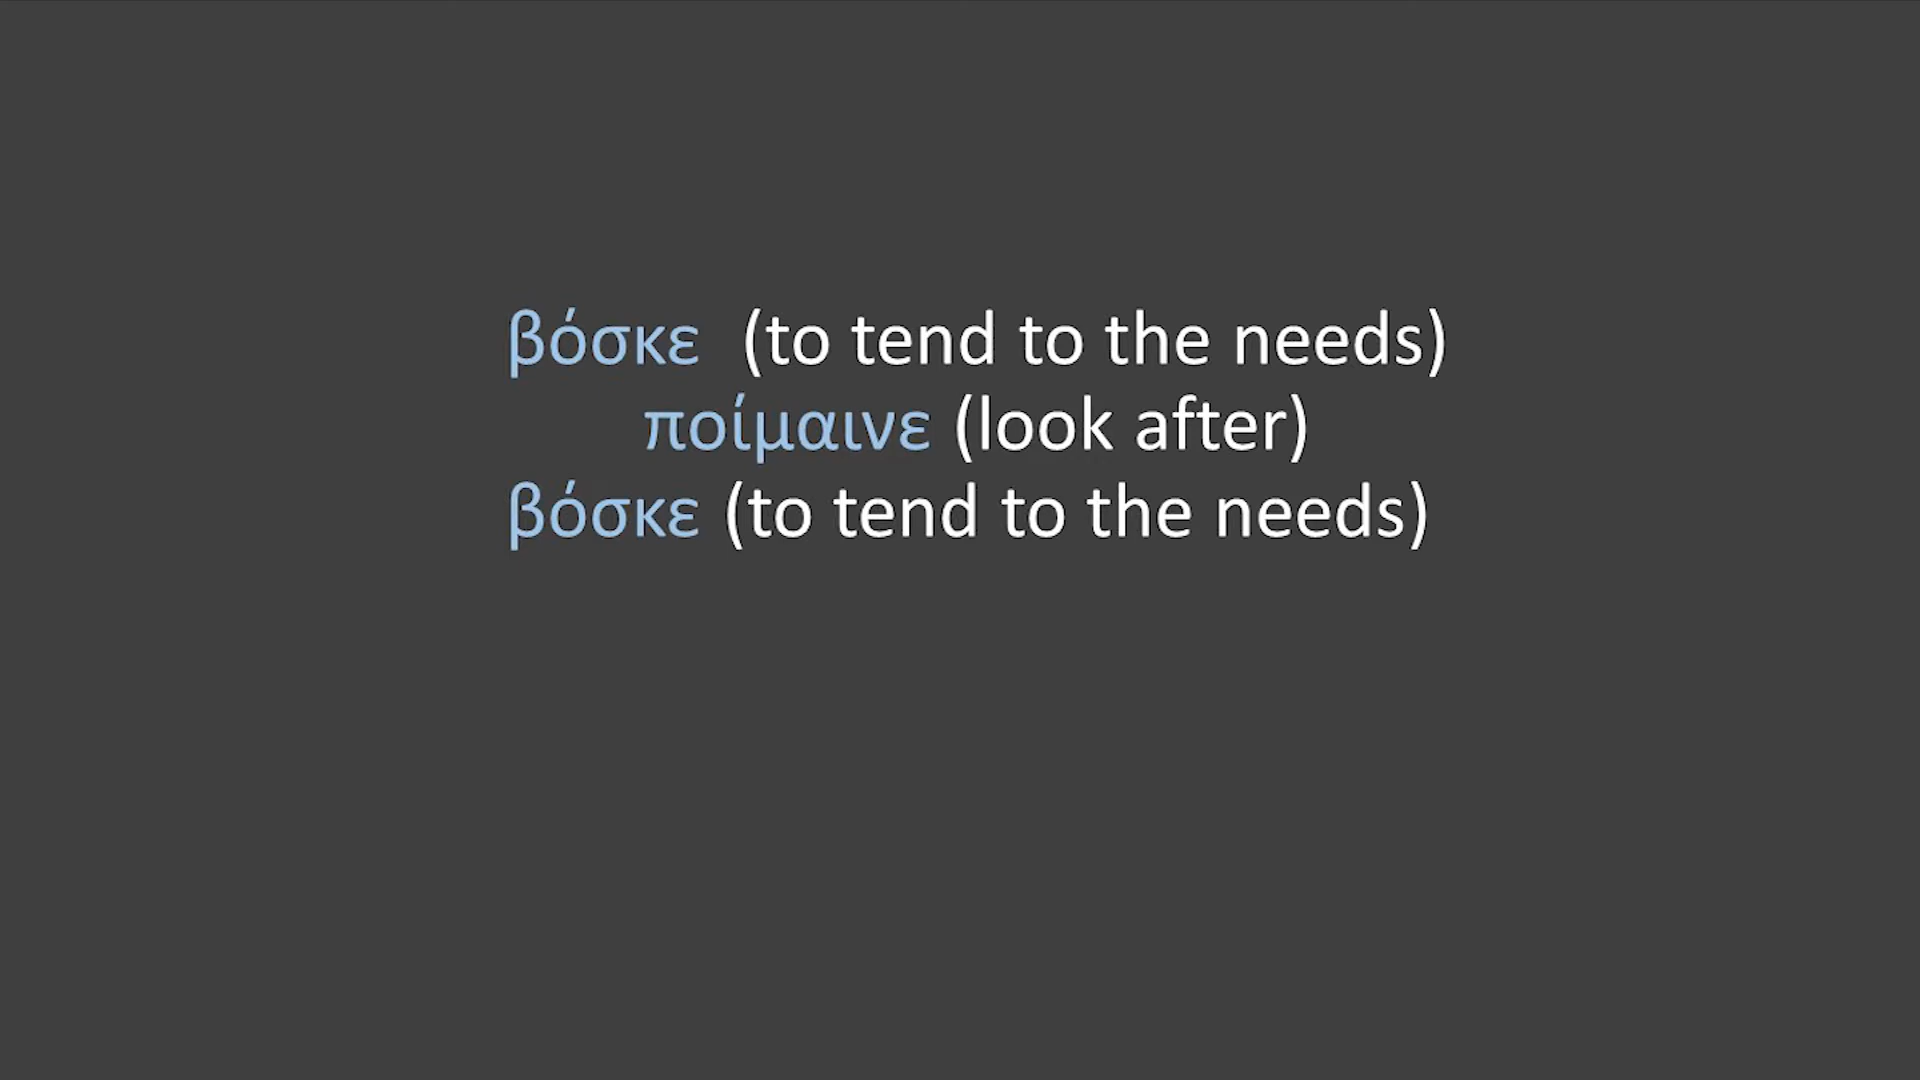 βόσκε (to tend to the needs)
ποίμαινε (look after)
βόσκε (to tend to the needs)